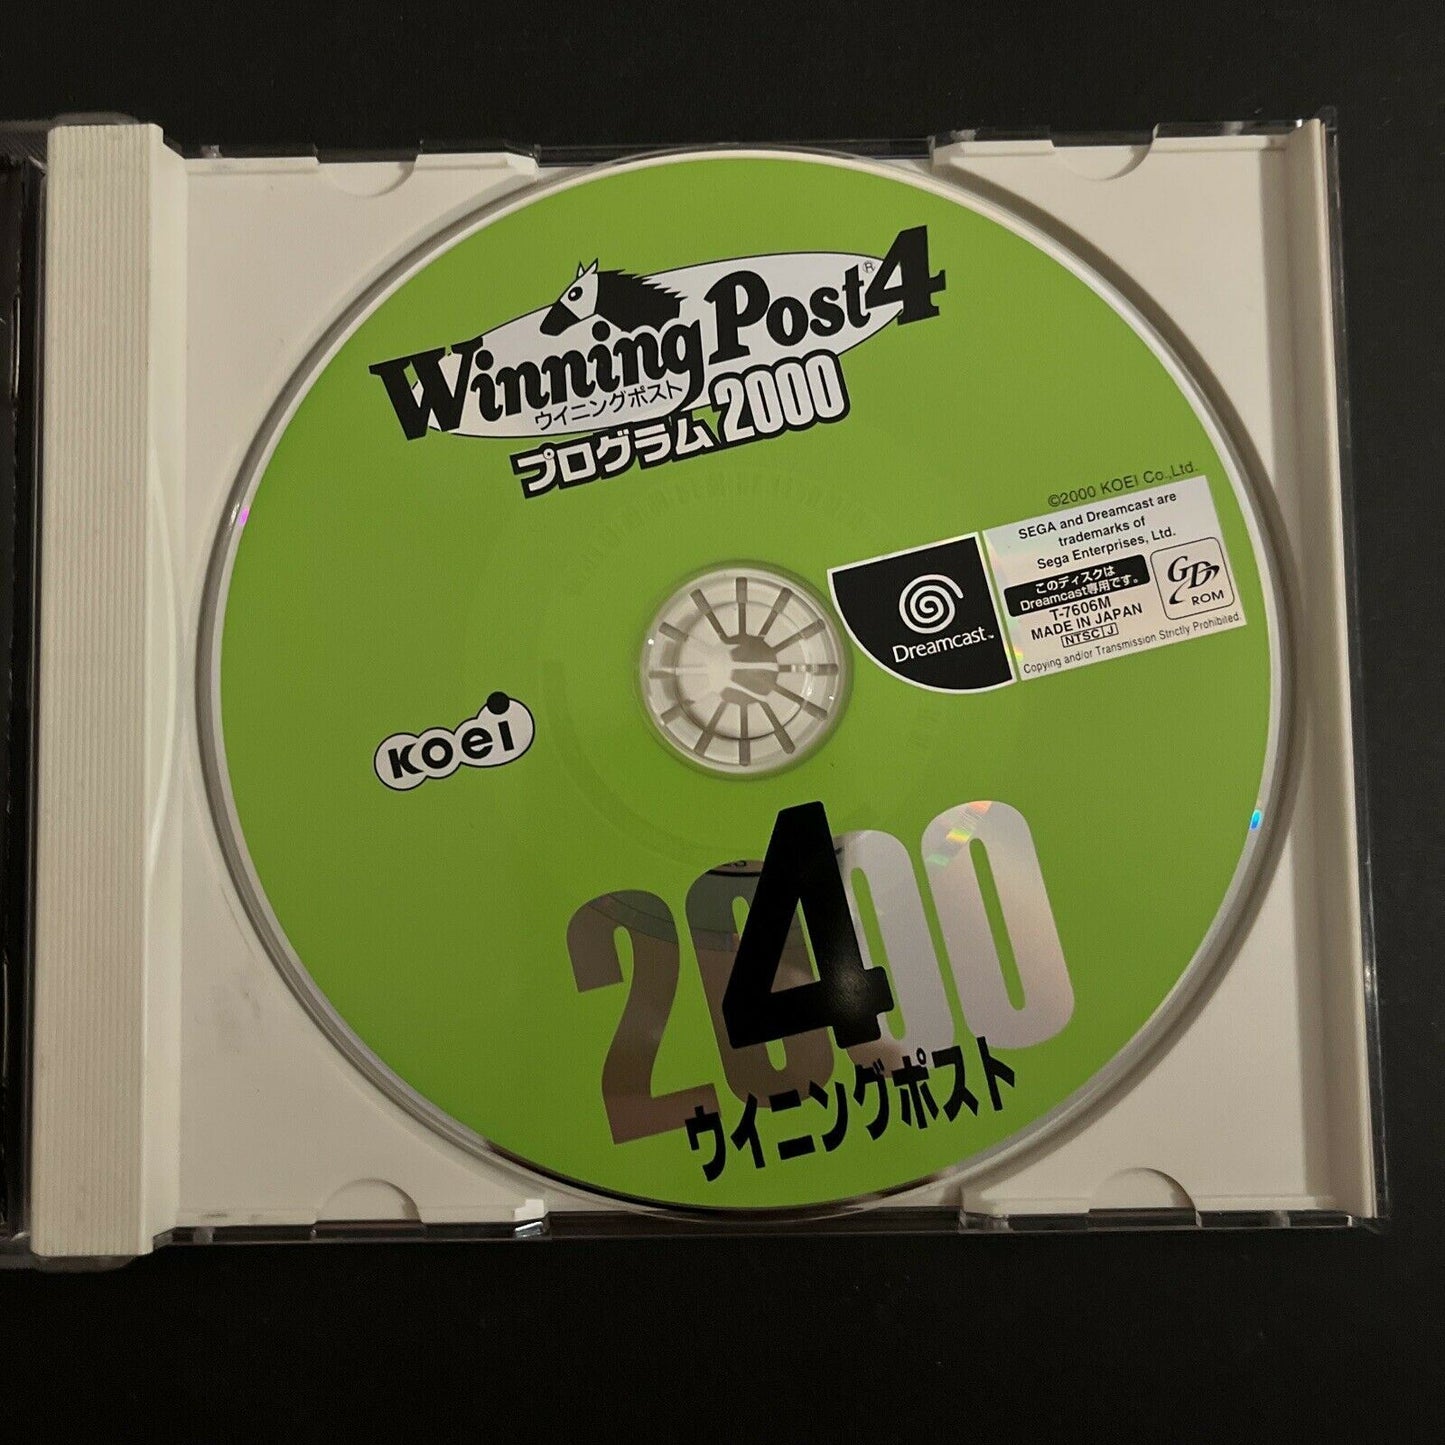 Winning Post® 4
ウイニングポスト
プログラム2000
©2000 KOEI Co.,Ltd.
SEGA and Dreamcast are
trademarks of
Sega Enterprises, Ltd.
このディスクは
Dreamcast専用です。
T-7606M
MADE IN JAPAN
NTSC J
GD
ROM
Copying and/or Transmission Strictly Prohibited.
Dreamcast™
KOEI
2000
4
ウイニングポスト